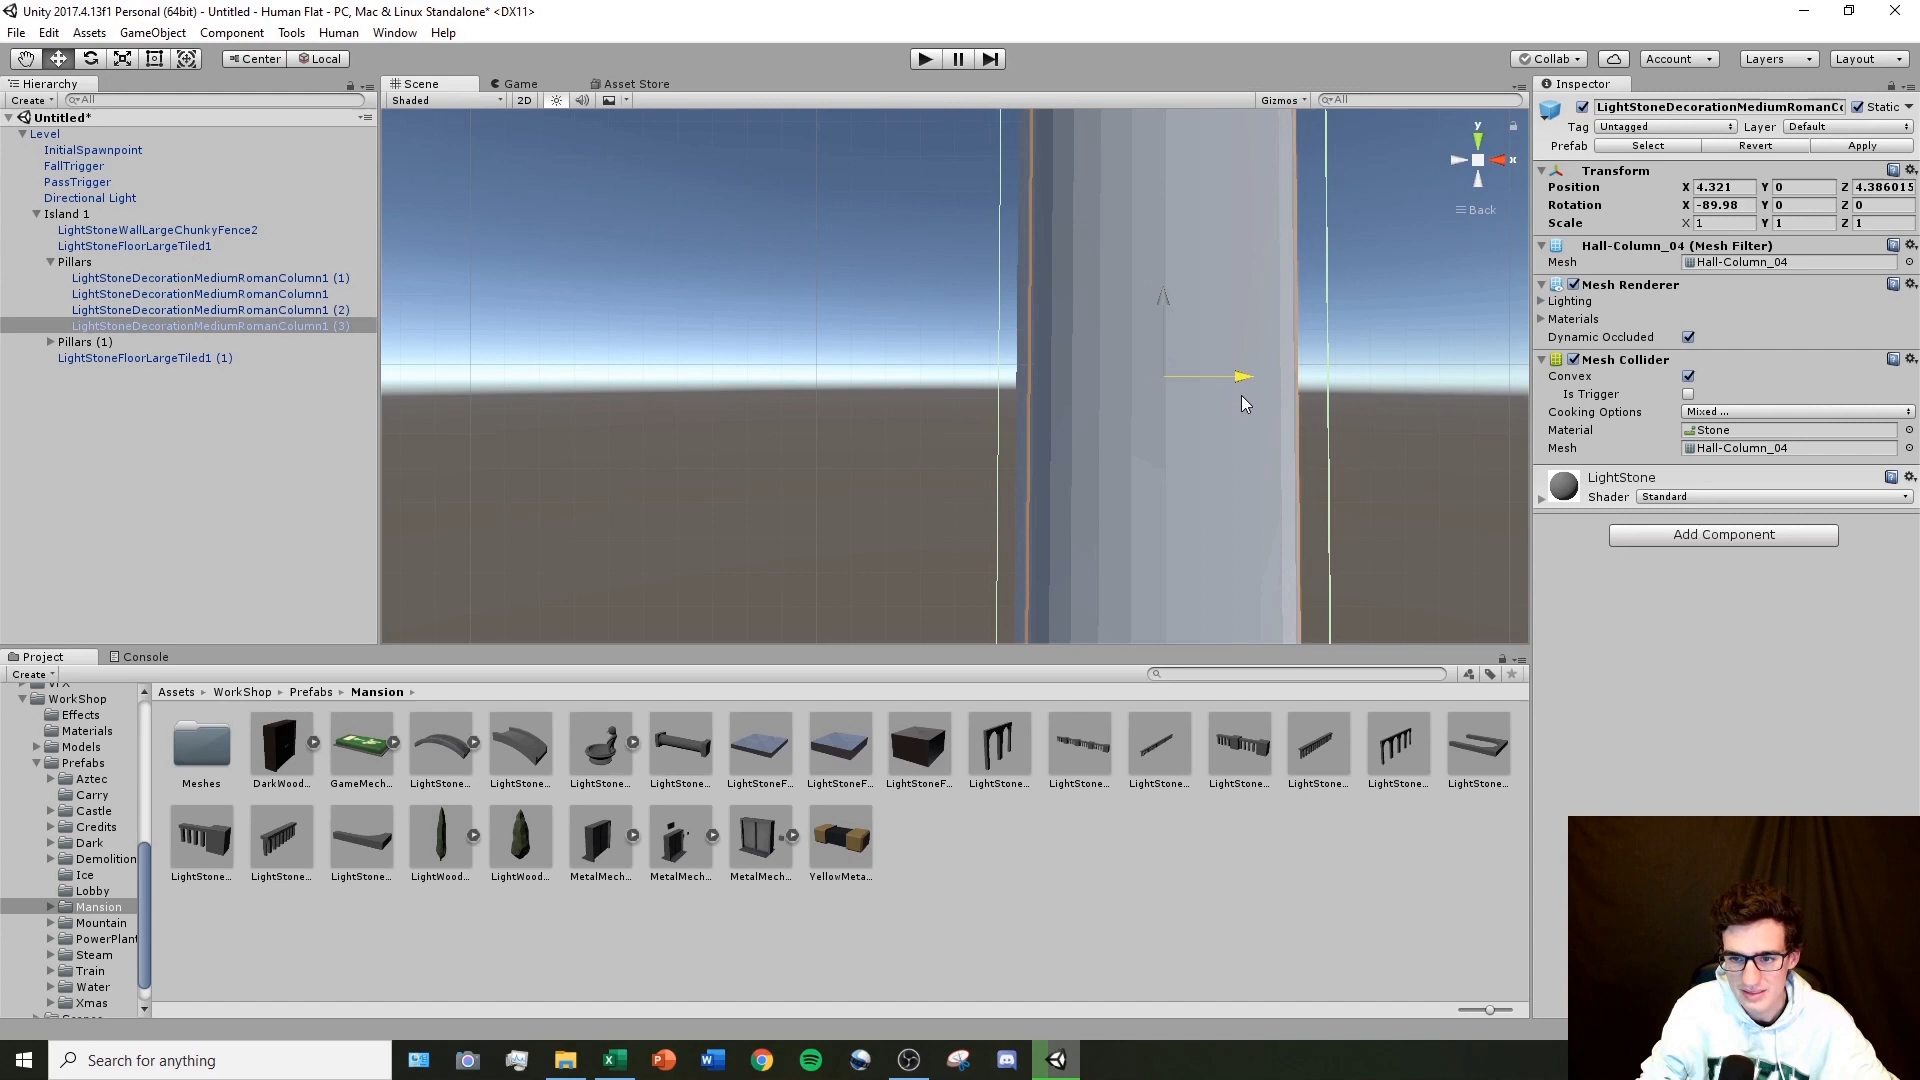 Unity 2017.4.13f1 Personal (64bit) - Untitled - Human Flat - PC, Mac & Linux Standalone* <DX11>
File Edit Assets GameObject Component Tools Human Window Help
Center Local
Collab Account Layers Layout
Hierarchy
Create All
Untitled*
Level
InitialSpawnpoint
FallTrigger
PassTrigger
Directional Light
Island 1
LightStoneWallLargeChunkyFence2
LightStoneFloorLargeTiled1
Pillars
LightStoneDecorationMediumRomanColumn1 (1)
LightStoneDecorationMediumRomanColumn1
LightStoneDecorationMediumRomanColumn1 (2)
LightStoneDecorationMediumRomanColumn1 (3)
Pillars (1)
LightStoneFloorLargeTiled1 (1)
Scene Game Asset Store
Shaded 2D Gizmos All
y
x
Back
Inspector
LightStoneDecorationMediumRomanCo Static
Tag Untagged Layer Default
Prefab Select Revert Apply
Transform
Position X 4.321 Y 0 Z 4.386015
Rotation X -89.98 Y 0 Z 0
Scale X 1 Y 1 Z 1
Hall-Column_04 (Mesh Filter)
Mesh Hall-Column_04
Mesh Renderer
Lighting
Materials
Dynamic Occluded
Mesh Collider
Convex
Is Trigger
Cooking Options Mixed ...
Material Stone
Mesh Hall-Column_04
LightStone
Shader Standard
Add Component
Project Console
Create
WorkShop
Effects
Materials
Models
Prefabs
Aztec
Carry
Castle
Credits
Dark
Demolition
Ice
Lobby
Mansion
Mountain
PowerPlant
Steam
Train
Water
Xmas
Assets WorkShop Prefabs Mansion
Meshes DarkWood... GameMech... LightStone... LightStone... LightStone... LightStone... LightStoneF... LightStoneF... LightStoneF... LightStone... LightStone... LightStone... LightStone... LightStone... LightStone... LightStone...
LightStone... LightStone... LightStone... LightWood... LightWood... MetalMech... MetalMech... MetalMech... YellowMeta...
Search for anything